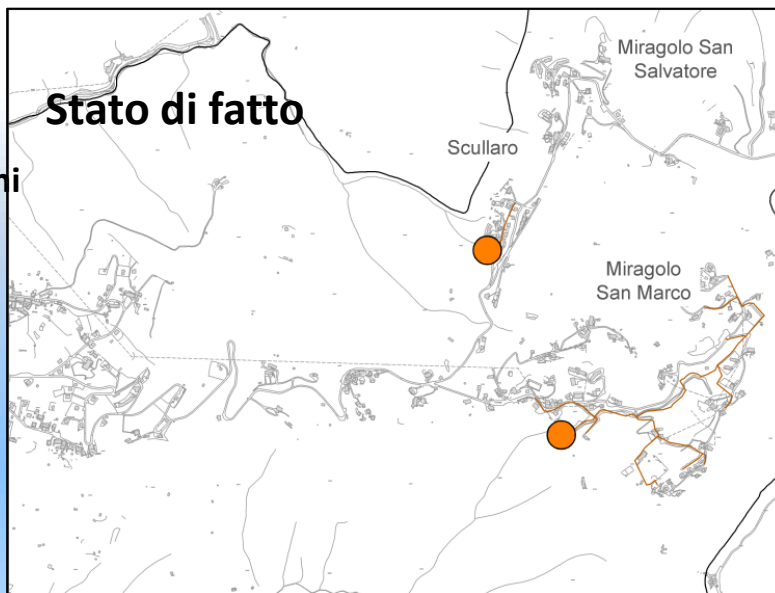 Miragolo San
Salvatore
Stato di fatto
Scullaro
Miragolo
San Marco